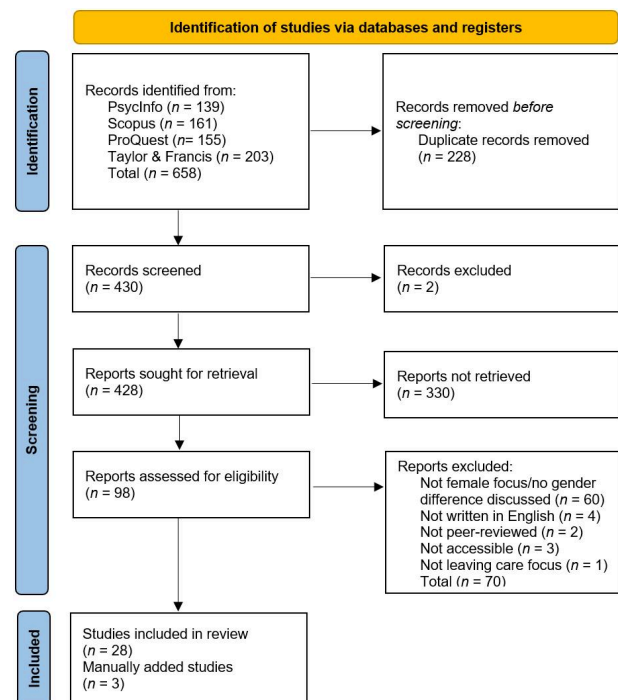 Identification of studies via databases and registers
Identification
Records identified from:
PsycInfo (n = 139)
Scopus (n = 161)
ProQuest (n= 155)
Taylor & Francis (n = 203)
Total (n = 658)
Records removed before
screening:
Duplicate records removed
(n = 228)
Screening
Records screened
(n = 430)
Records excluded
(n = 2)
Reports sought for retrieval
(n = 428)
Reports not retrieved
(n = 330)
Reports assessed for eligibility
(n = 98)
Reports excluded:
Not female focus/no gender
difference discussed (n = 60)
Not written in English (n = 4)
Not peer-reviewed (n = 2)
Not accessible (n = 3)
Not leaving care focus (n = 1)
Total (n = 70)
Included
Studies included in review
(n = 28)
Manually added studies
(n = 3)